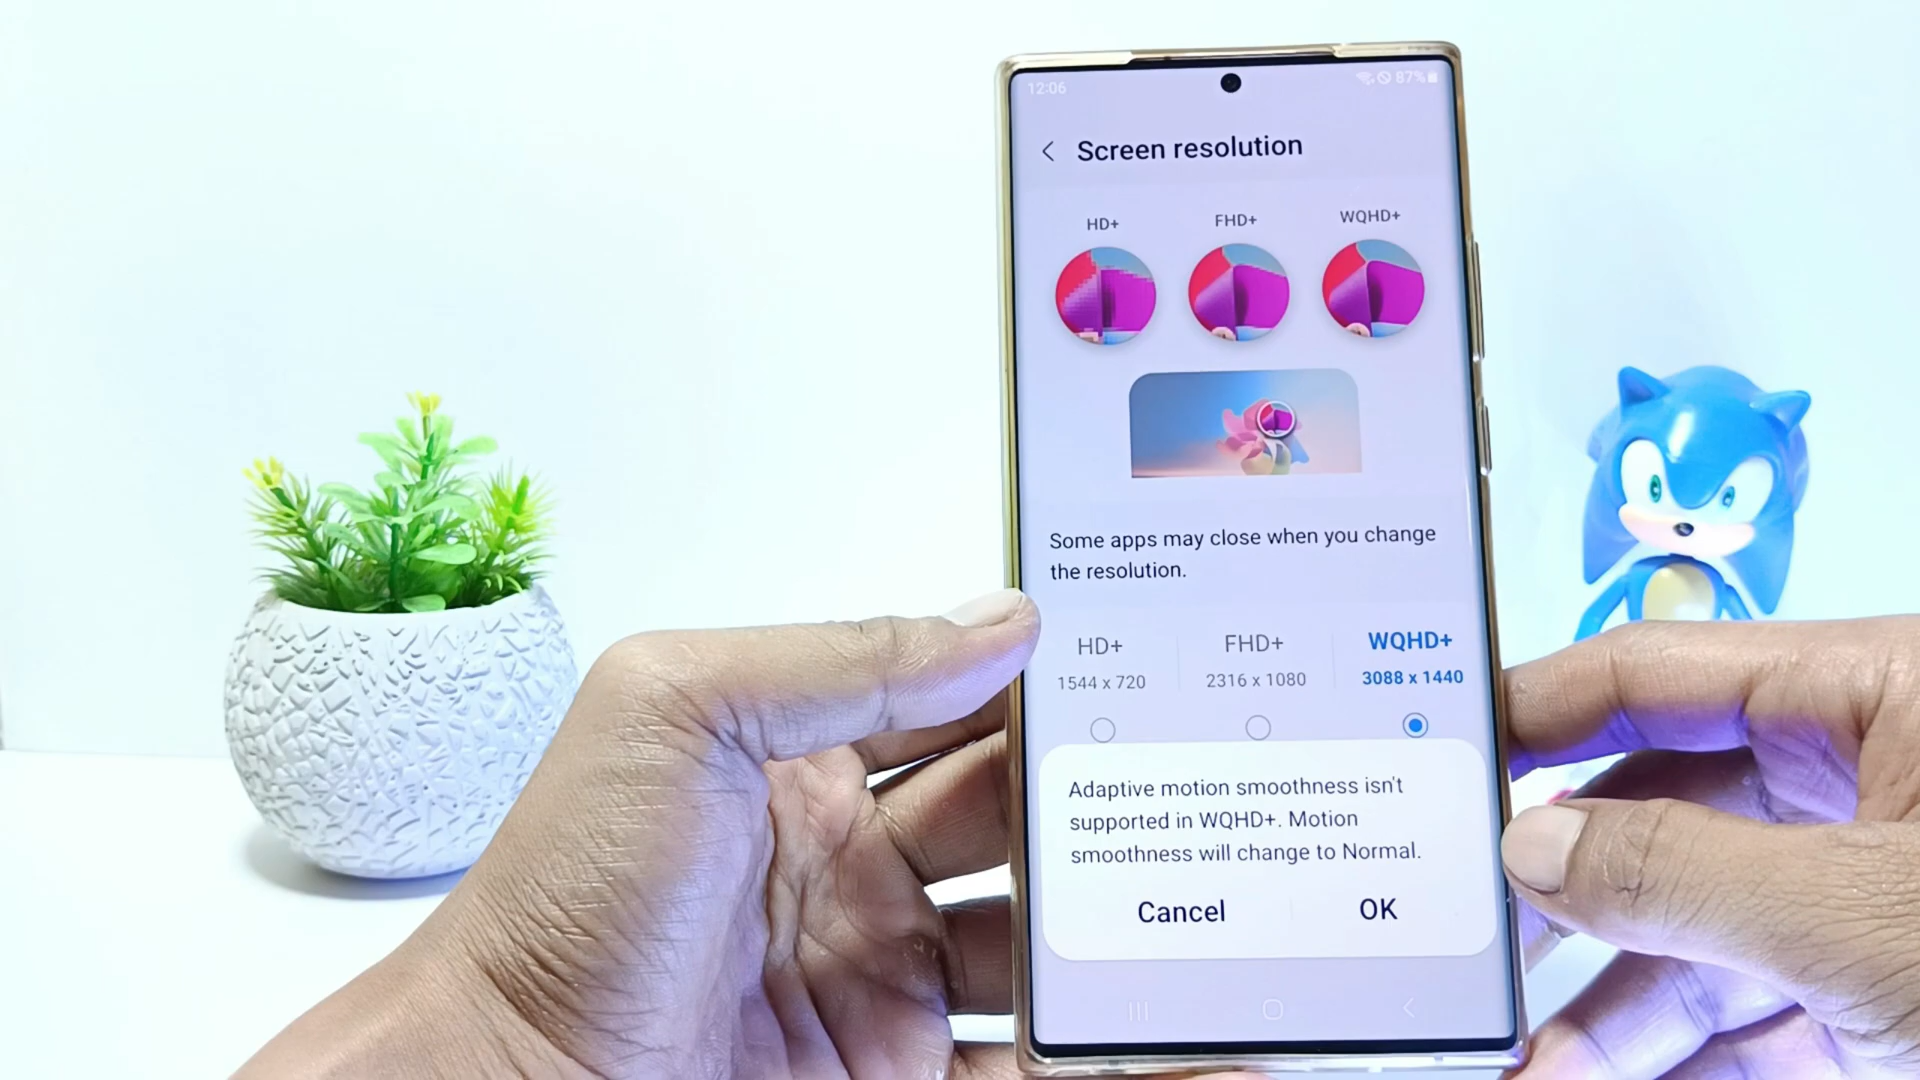 12:06
87%
Screen resolution
HD+
FHD+
WQHD+
Some apps may close when you change
the resolution.
HD+
FHD+
WQHD+
1544 x 720
2316 x 1080
3088 x 1440
Adaptive motion smoothness isn't
supported in WQHD+. Motion
smoothness will change to Normal.
Cancel
OK